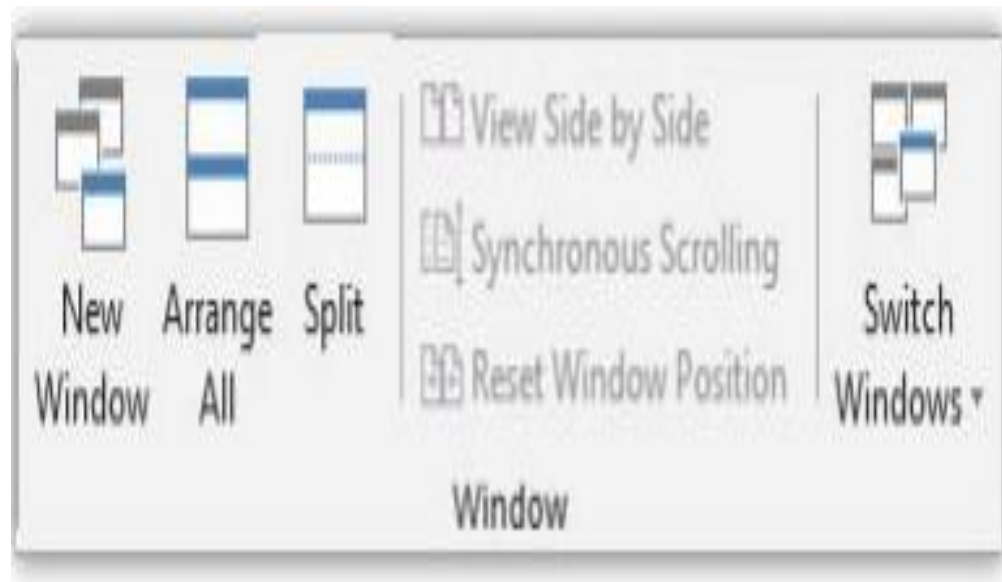 New
Window
Arrange
All
Split
View Side by Side
Synchronous Scrolling
Reset Window Position
Switch
Windows
Window